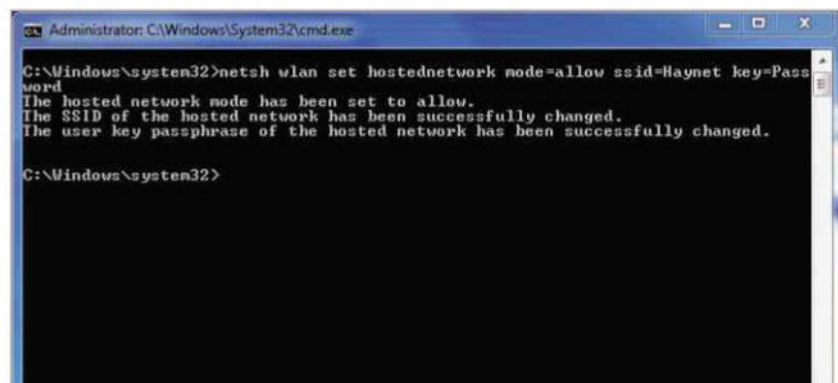 Administrator: C:\Windows\System32\cmd.exe
C:\Windows\system32>netsh wlan set hostednetwork mode=allow ssid=Haynet key=Pass
word
The hosted network mode has been set to allow.
The SSID of the hosted network has been successfully changed.
The user key passphrase of the hosted network has been successfully changed.
C:\Windows\system32>